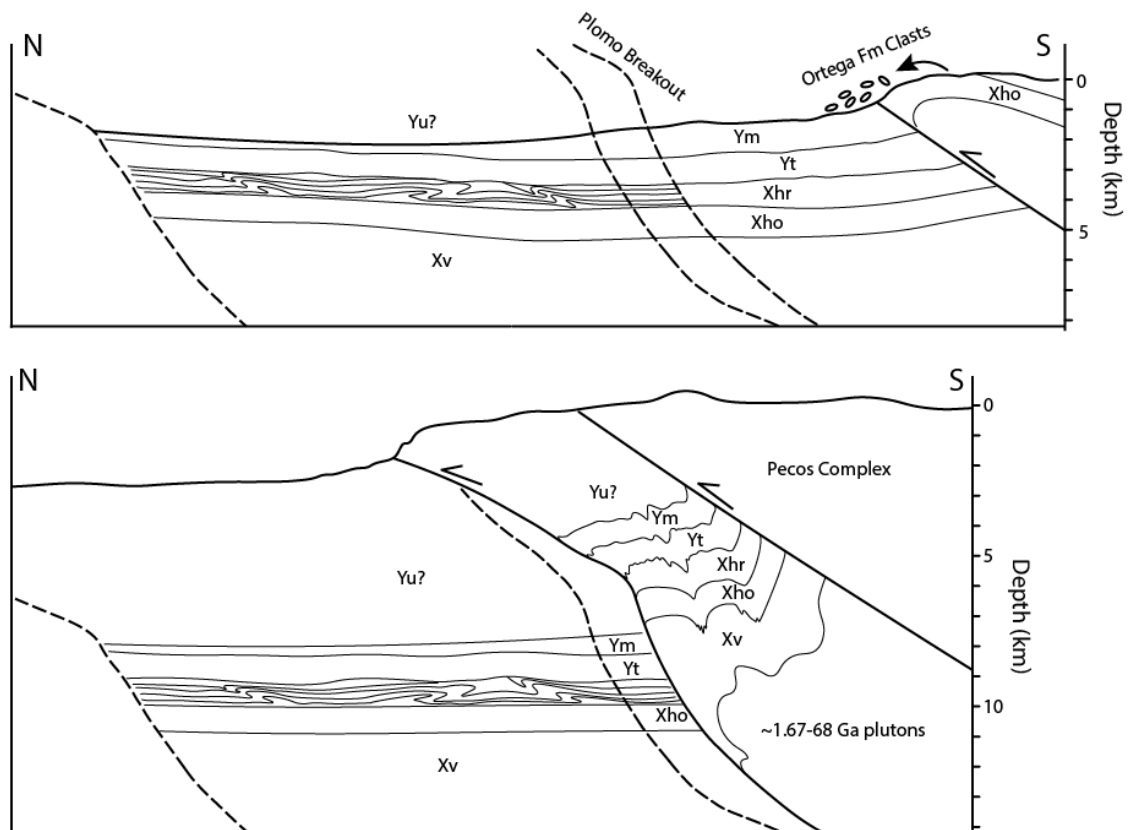 N
Plomo Breakout
Ortega Fm Clasts
S
0
Xho
Yu?
Ym
Yt
Xhr
Xho
Xv
5
Depth (km)
N
S
0
Pecos Complex
Yu?
Ym
Yt
Xhr
Xho
Xv
5
Yu?
Ym
Yt
Xho
Xv
10
~1.67-68 Ga plutons
Depth (km)